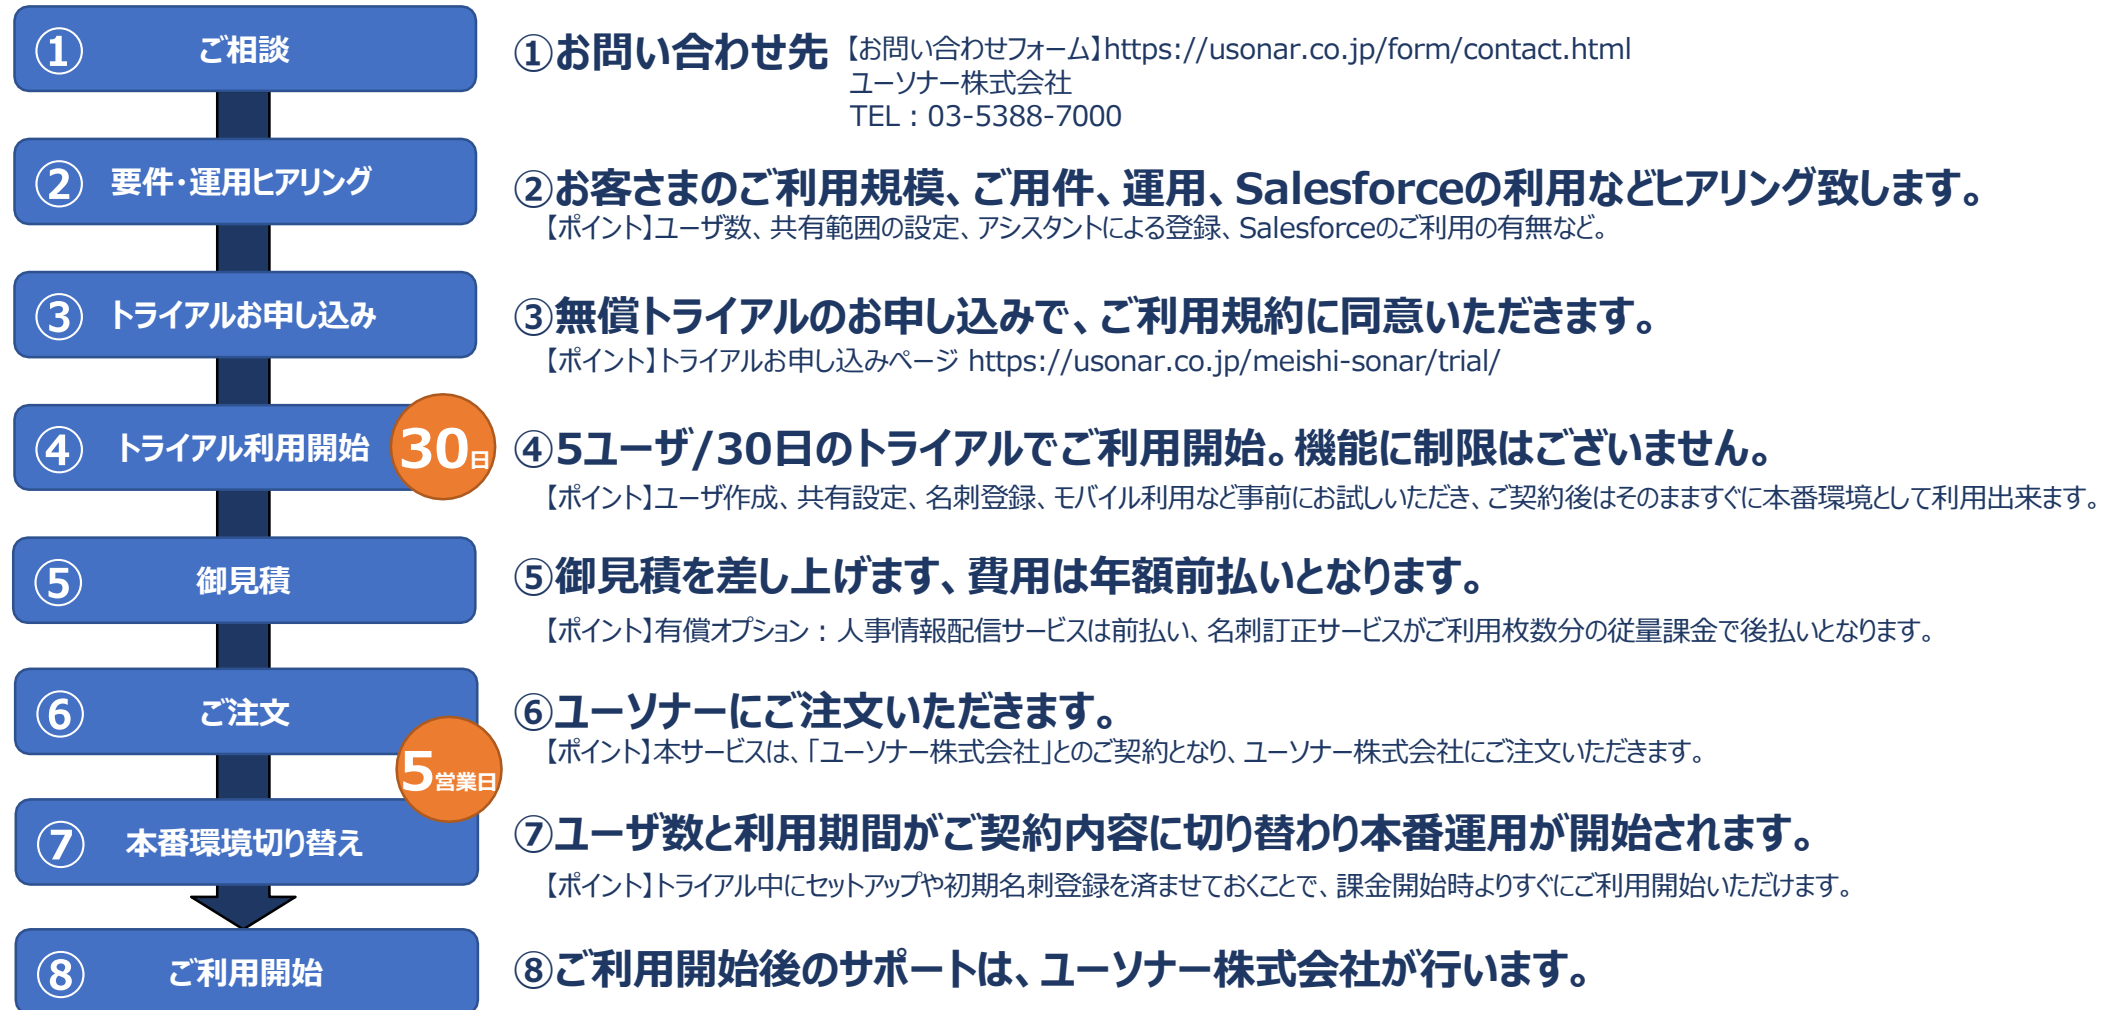 ① ご相談
①お問い合わせ先 【お問い合わせフォーム】https://usonar.co.jp/form/contact.html
ユーソナー株式会社
TEL：03-5388-7000
② 要件・運用ヒアリング
②お客さまのご利用規模、ご用件、運用、Salesforceの利用などヒアリング致します。
【ポイント】ユーザ数、共有範囲の設定、アシスタントによる登録、Salesforceのご利用の有無など。
③ トライアルお申し込み
③無償トライアルのお申し込みで、ご利用規約に同意いただきます。
【ポイント】トライアルお申し込みページ https://usonar.co.jp/meishi-sonar/trial/
④ トライアル利用開始
30日
④5ユーザ/30日のトライアルでご利用開始。機能に制限はございません。
【ポイント】ユーザ作成、共有設定、名刺登録、モバイル利用など事前にお試しいただき、ご契約後はそのまますぐに本番環境として利用出来ます。
⑤ 御見積
⑤御見積を差し上げます、費用は年額前払いとなります。
【ポイント】有償オプション：人事情報配信サービスは前払い、名刺訂正サービスがご利用枚数分の従量課金で後払いとなります。
⑥ ご注文
⑥ユーソナーにご注文いただきます。
【ポイント】本サービスは、「ユーソナー株式会社」とのご契約となり、ユーソナー株式会社にご注文いただきます。
5営業日
⑦ 本番環境切り替え
⑦ユーザ数と利用期間がご契約内容に切り替わり本番運用が開始されます。
【ポイント】トライアル中にセットアップや初期名刺登録を済ませておくことで、課金開始時よりすぐにご利用開始いただけます。
⑧ ご利用開始
⑧ご利用開始後のサポートは、ユーソナー株式会社が行います。